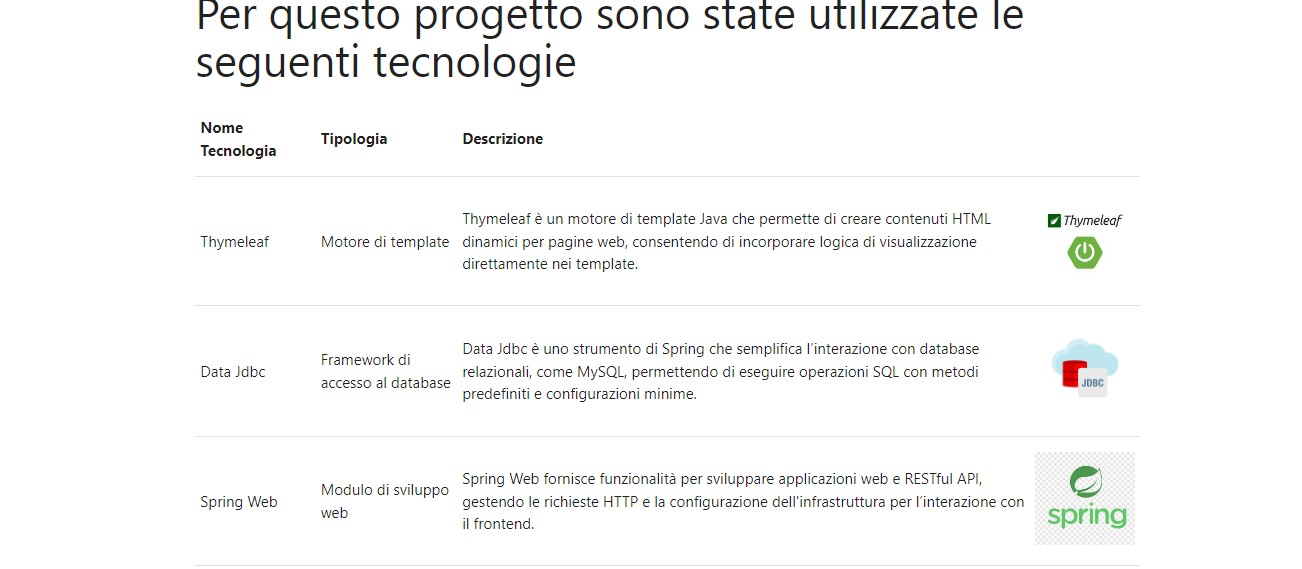 Per questo progetto sono state utilizzate le
seguenti tecnologie
Nome
Tecnologia
Tipologia
Descrizione
Thymeleaf
Motore di template
Thymeleaf è un motore di template Java che permette di creare contenuti HTML
dinamici per pagine web, consentendo di incorporare logica di visualizzazione
direttamente nei template.
Thymeleaf
Data Jdbc
Framework di
accesso al database
Data Jdbc è uno strumento di Spring che semplifica l'interazione con database
relazionali, come MySQL, permettendo di eseguire operazioni SQL con metodi
predefiniti e configurazioni minime.
JDBC
Spring Web
Modulo di sviluppo
web
Spring Web fornisce funzionalità per sviluppare applicazioni web e RESTful API,
gestendo le richieste HTTP e la configurazione dell'infrastruttura per l'interazione con
il frontend.
spring